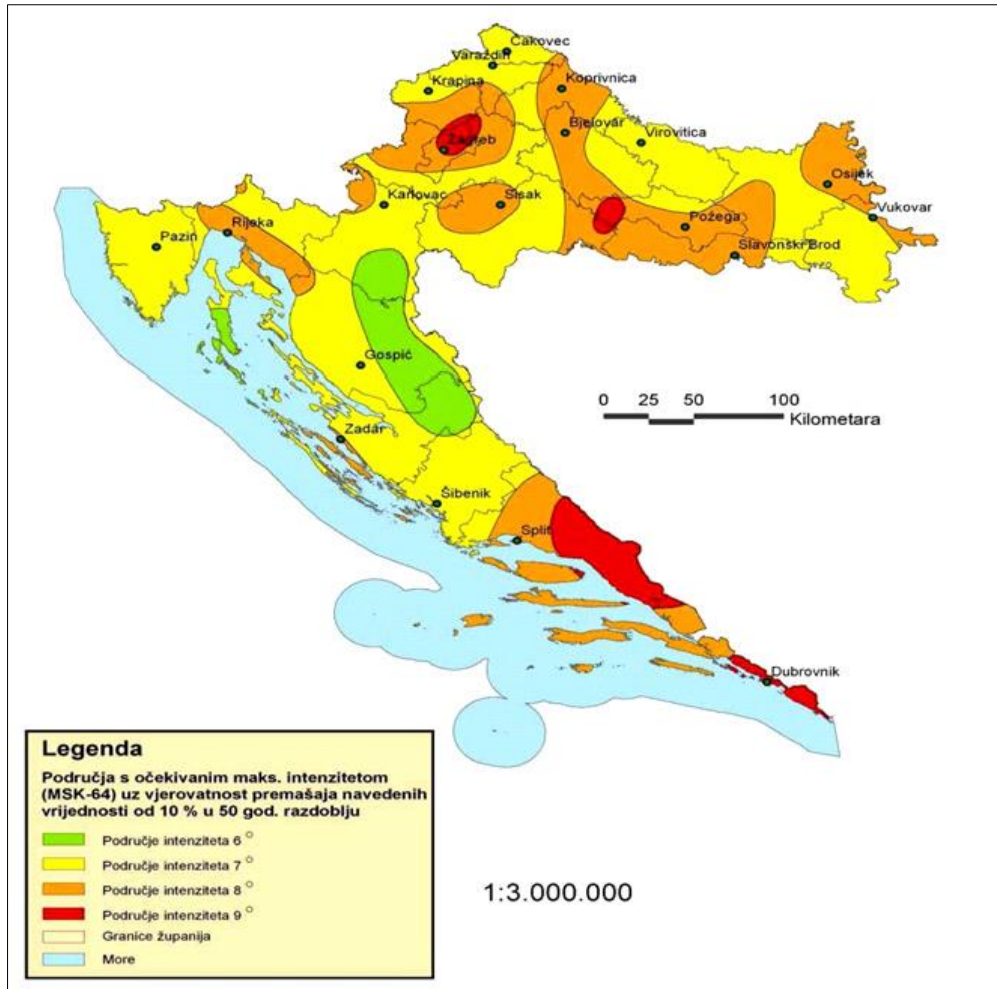 Čakovec
Varaždin
Krapina
Koprivnica
Bjelovar
Virovitica
Zagreb
Osijek
Karlovac
Sisak
Vukovar
Požega
Rijeka
Pazin
Slavonski Brod
Gospić
0 25 50 100
Kilometara
Zadar
Šibenik
Split
Dubrovnik
Legenda
Područja s očekivanim maks. intenzitetom
(MSK-64) uz vjerovatnost premašaja navedenih
vrijednosti od 10 % u 50 god. razdoblju
Područje intenziteta 6 °
Područje intenziteta 7 °
Područje intenziteta 8 °
Područje intenziteta 9 °
Granice županija
More
1:3.000.000